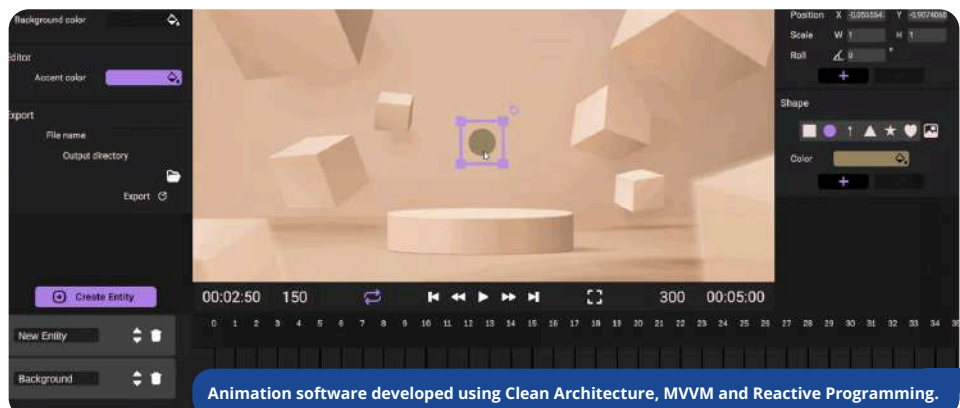 Background color
Editor
Accent color
Export
File name
Output directory
Export
Create Entity
New Entity
Background
00:02:50 150 300 00:05:00
0 1 2 3 4 5 6 7 8 9 10 11 12 13 14 15 16 17 18 19 20 21 22 23 24 25 26 27 28 29 30 31 32 33 34
Position X Y
Scale W 1 H 1
Roll 0 °
Shape
Color
Animation software developed using Clean Architecture, MVVM and Reactive Programming.